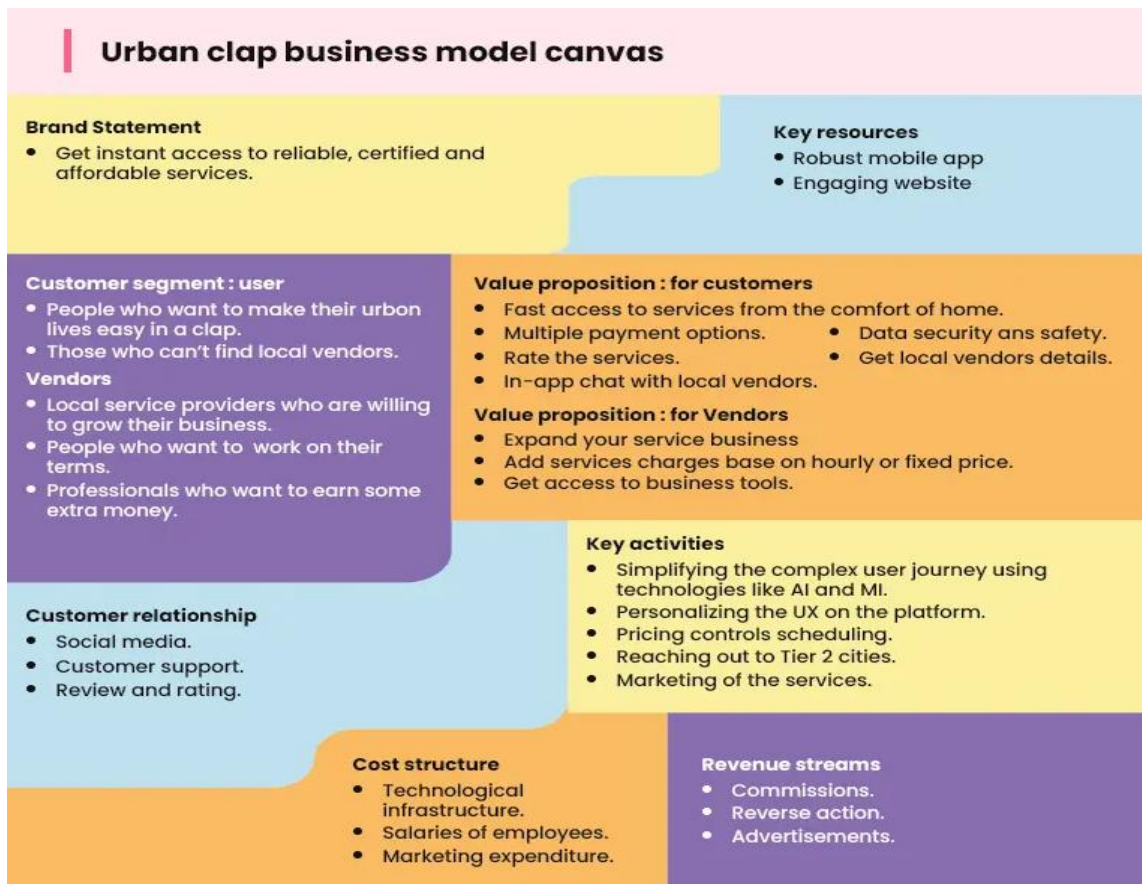 Urban clap business model canvas
Brand Statement
• Get instant access to reliable, certified and
affordable services.
Key resources
• Robust mobile app
• Engaging website
Customer segment : user
• People who want to make their urbon
lives easy in a clap.
• Those who can't find local vendors.
Vendors
• Local service providers who are willing
to grow their business.
• People who want to work on their
terms.
• Professionals who want to earn some
extra money.
Value proposition : for customers
• Fast access to services from the comfort of home.
• Multiple payment options.
• Data security ans safety.
• Rate the services.
• Get local vendors details.
• In-app chat with local vendors.
Value proposition : for Vendors
• Expand your service business
• Add services charges base on hourly or fixed price.
• Get access to business tools.
Key activities
• Simplifying the complex user journey using
technologies like AI and MI.
• Personalizing the UX on the platform.
• Pricing controls scheduling.
• Reaching out to Tier 2 cities.
• Marketing of the services.
Customer relationship
• Social media.
• Customer support.
• Review and rating.
Cost structure
• Technological
infrastructure.
• Salaries of employees.
• Marketing expenditure.
Revenue streams
• Commissions.
• Reverse action.
• Advertisements.